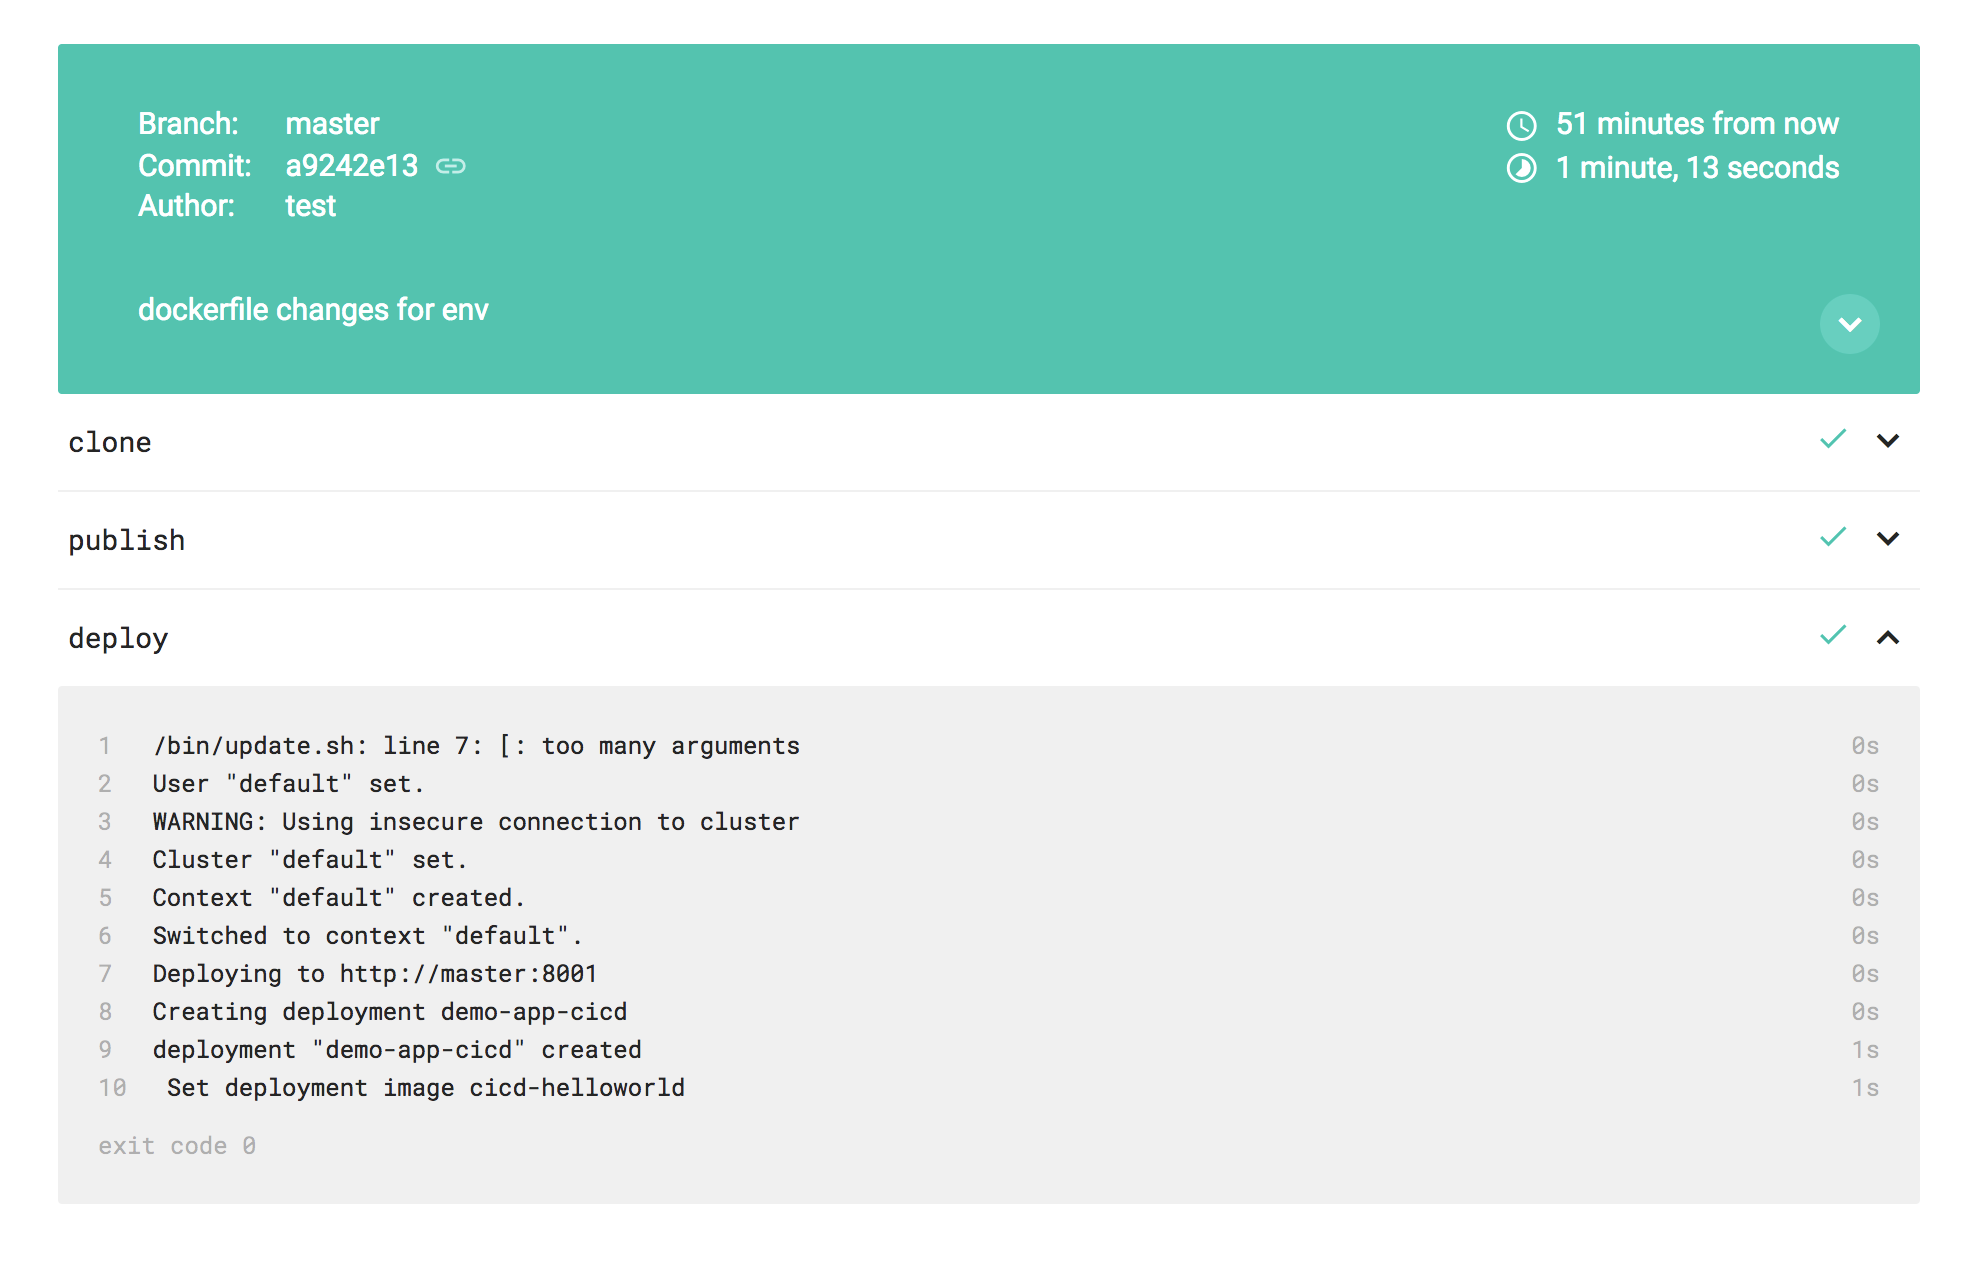 Branch: master
Commit: a9242e13
Author: test
51 minutes from now
1 minute, 13 seconds
dockerfile changes for env
clone
publish
deploy
1 /bin/update.sh: line 7: [: too many arguments 0s
2 User "default" set. 0s
3 WARNING: Using insecure connection to cluster 0s
4 Cluster "default" set. 0s
5 Context "default" created. 0s
6 Switched to context "default". 0s
7 Deploying to http://master:8001 0s
8 Creating deployment demo-app-cicd 0s
9 deployment "demo-app-cicd" created 1s
10 Set deployment image cicd-helloworld 1s
exit code 0